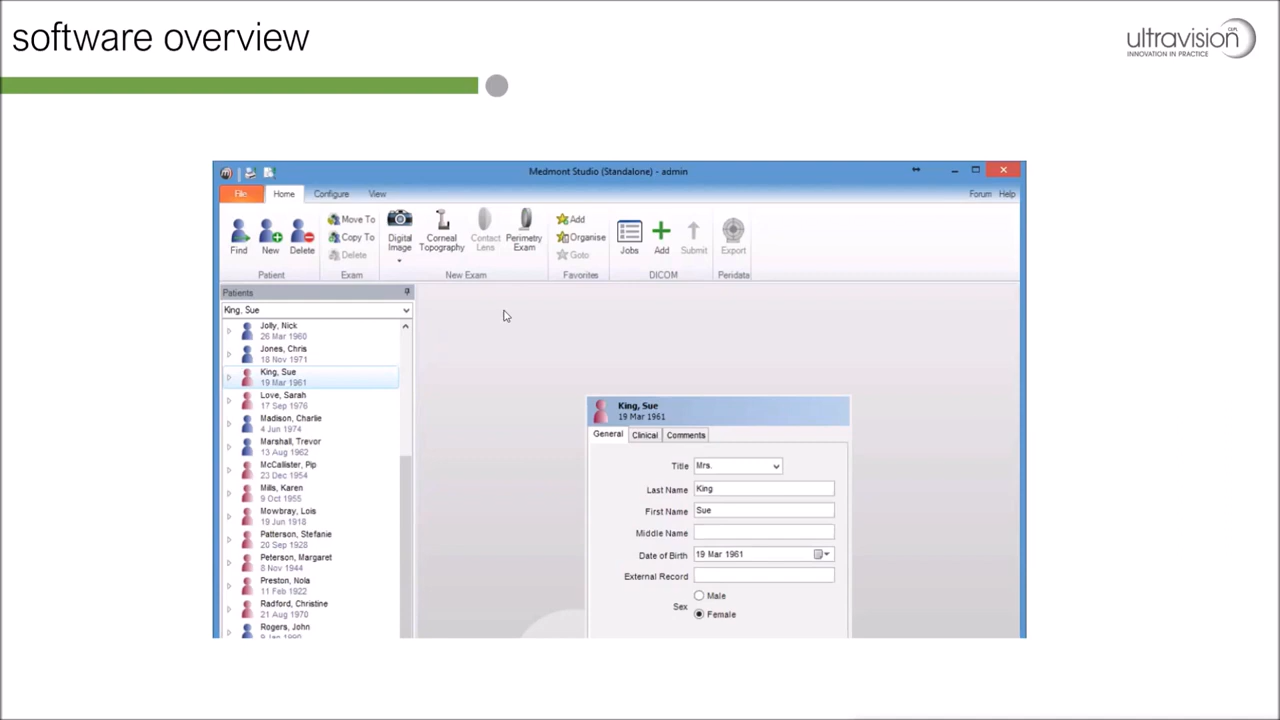 software overview
ultravision CLPL
INNOVATION IN PRACTICE
Medmont Studio (Standalone) - admin
File Home Configure View Forum Help
Find New Delete
Patient
Move To
Copy To
Delete
Exam
Digital Image
Corneal Topography
Contact Lens
Perimetry Exam
New Exam
Add
Organise
Goto
Favorites
Jobs Add Submit
DICOM
Export
Peridata
Patients
King, Sue
Jolly, Nick
26 Mar 1960
Jones, Chris
18 Nov 1971
King, Sue
19 Mar 1961
Love, Sarah
17 Sep 1976
Madison, Charlie
4 Jun 1974
Marshall, Trevor
13 Aug 1962
McCallister, Pip
23 Dec 1954
Mills, Karen
9 Oct 1955
Mowbray, Lois
19 Jun 1918
Patterson, Stefanie
20 Sep 1928
Peterson, Margaret
8 Nov 1944
Preston, Nola
11 Feb 1922
Radford, Christine
21 Aug 1970
Rogers, John
9 Jan 1990
King, Sue
19 Mar 1961
General Clinical Comments
Title Mrs.
Last Name King
First Name Sue
Middle Name
Date of Birth 19 Mar 1961
External Record
Sex
Male
Female